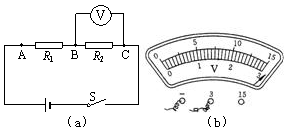 V
A R₁ B R₂ C
S
(a)
0 5 10 15
0 1 2 3
V
− 3 15
(b)